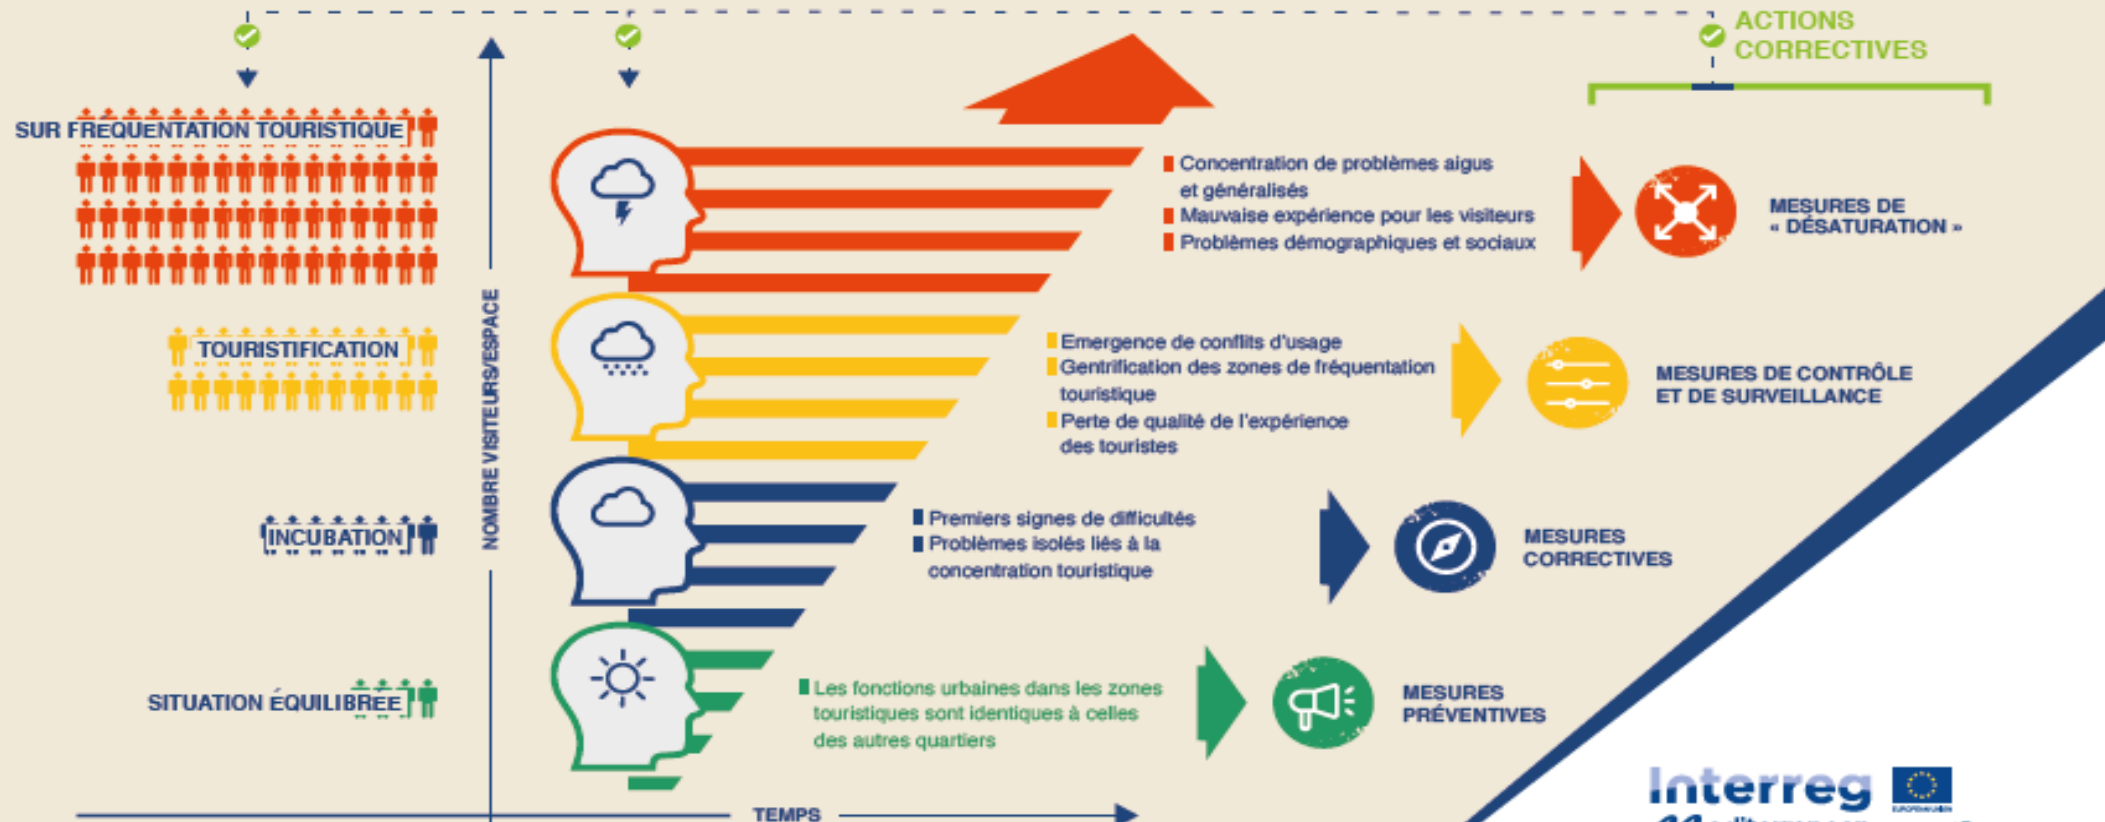 ACTIONS
CORRECTIVES
SUR FRÉQUENTATION TOURISTIQUE
Concentration de problèmes aigus
et généralisés
Mauvaise expérience pour les visiteurs
Problèmes démographiques et sociaux
MESURES DE
« DÉSATURATION »
NOMBRE VISITEURS/ESPACE
TOURISTIFICATION
Emergence de conflits d'usage
Gentrification des zones de fréquentation
touristique
Perte de qualité de l'expérience
des touristes
MESURES DE CONTRÔLE
ET DE SURVEILLANCE
INCUBATION
Premiers signes de difficultés
Problèmes isolés liés à la
concentration touristique
MESURES
CORRECTIVES
SITUATION ÉQUILIBRÉE
Les fonctions urbaines dans les zones
touristiques sont identiques à celles
des autres quartiers
MESURES
PRÉVENTIVES
TEMPS
Interreg
EUROPEAN UNION